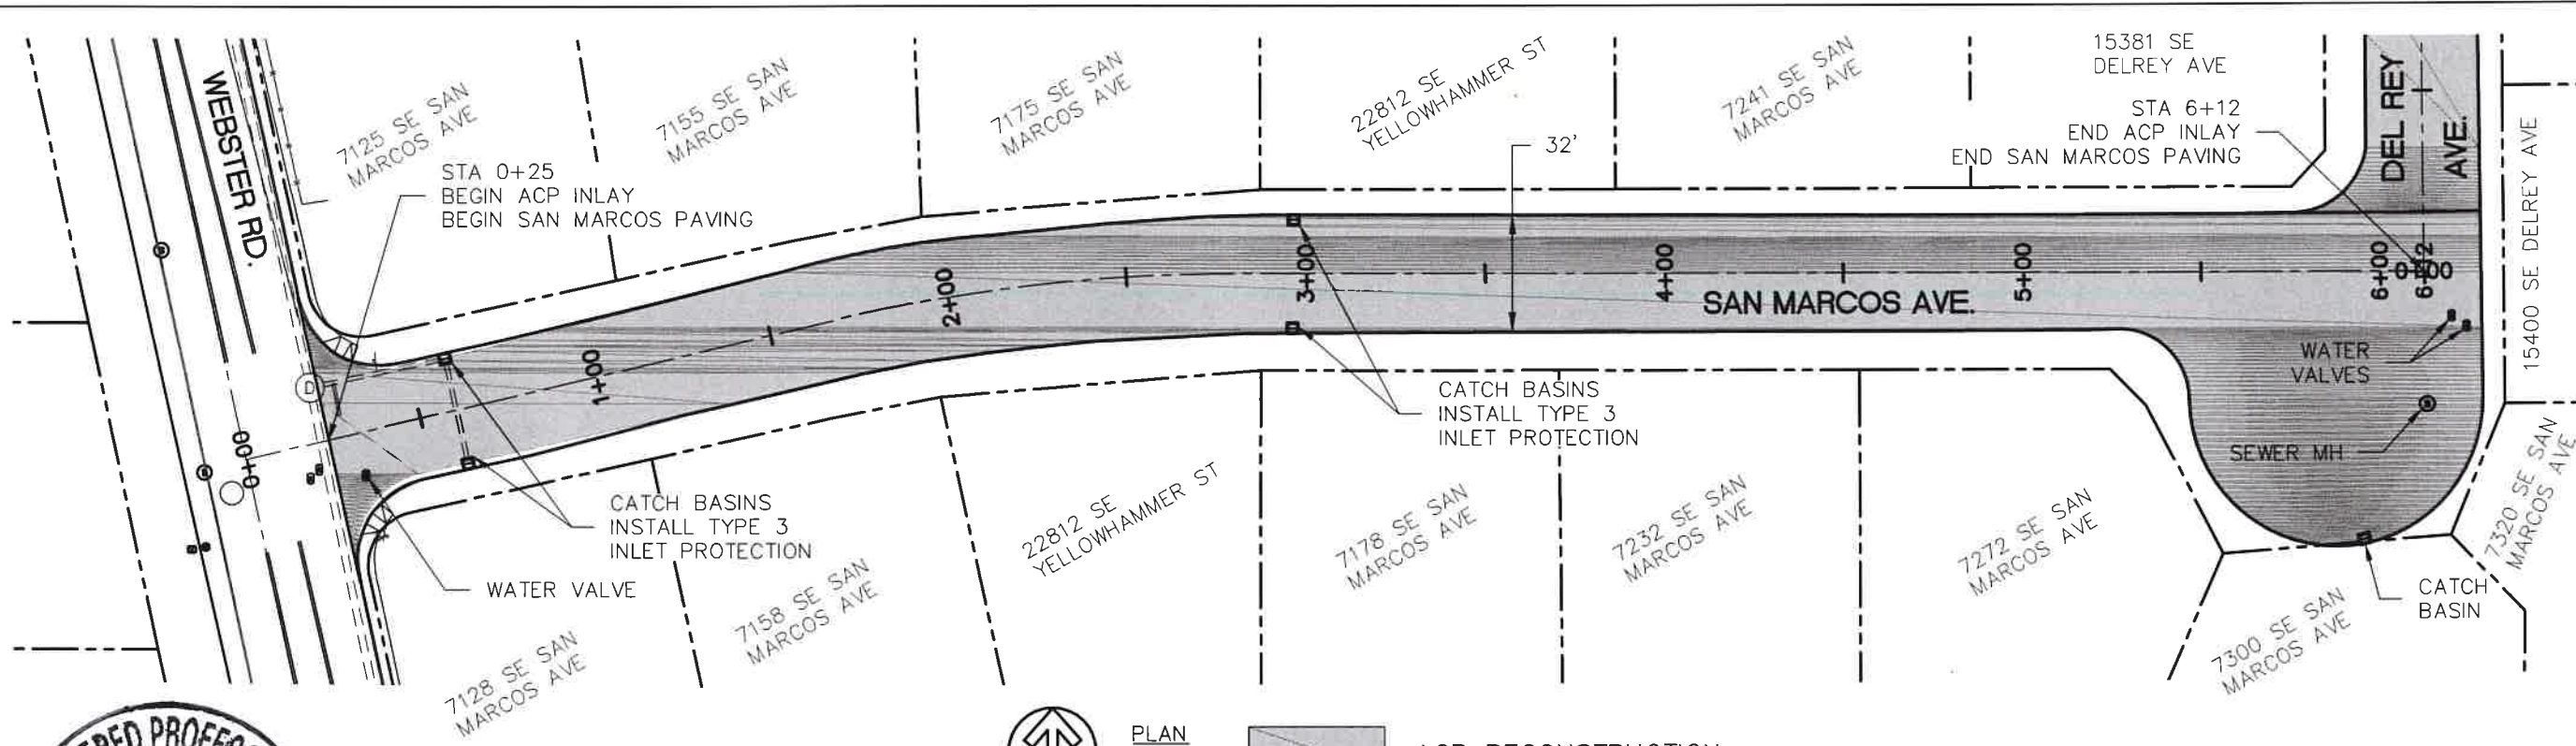 WEBSTER RD.
7125 SE SAN
MARCOS AVE
7155 SE SAN
MARCOS AVE
7175 SE SAN
MARCOS AVE
22812 SE
YELLOWHAMMER ST
7241 SE SAN
MARCOS AVE
15381 SE
DELREY AVE
STA 6+12
END ACP INLAY
END SAN MARCOS PAVING
DEL REY
AVE.
15400 SE DELREY AVE
STA 0+25
BEGIN ACP INLAY
BEGIN SAN MARCOS PAVING
32'
0+00
1+00
2+00
3+00
4+00
5+00
6+00
6+12
0+00
SAN MARCOS AVE.
D
S
S
WATER
VALVES
S
SEWER MH
CATCH BASINS
INSTALL TYPE 3
INLET PROTECTION
CATCH BASINS
INSTALL TYPE 3
INLET PROTECTION
WATER VALVE
7128 SE SAN
MARCOS AVE
7158 SE SAN
MARCOS AVE
22812 SE
YELLOWHAMMER ST
7178 SE SAN
MARCOS AVE
7232 SE SAN
MARCOS AVE
7272 SE SAN
MARCOS AVE
7300 SE SAN
MARCOS AVE
7320 SE SAN
MARCOS AVE
CATCH
BASIN
PLAN